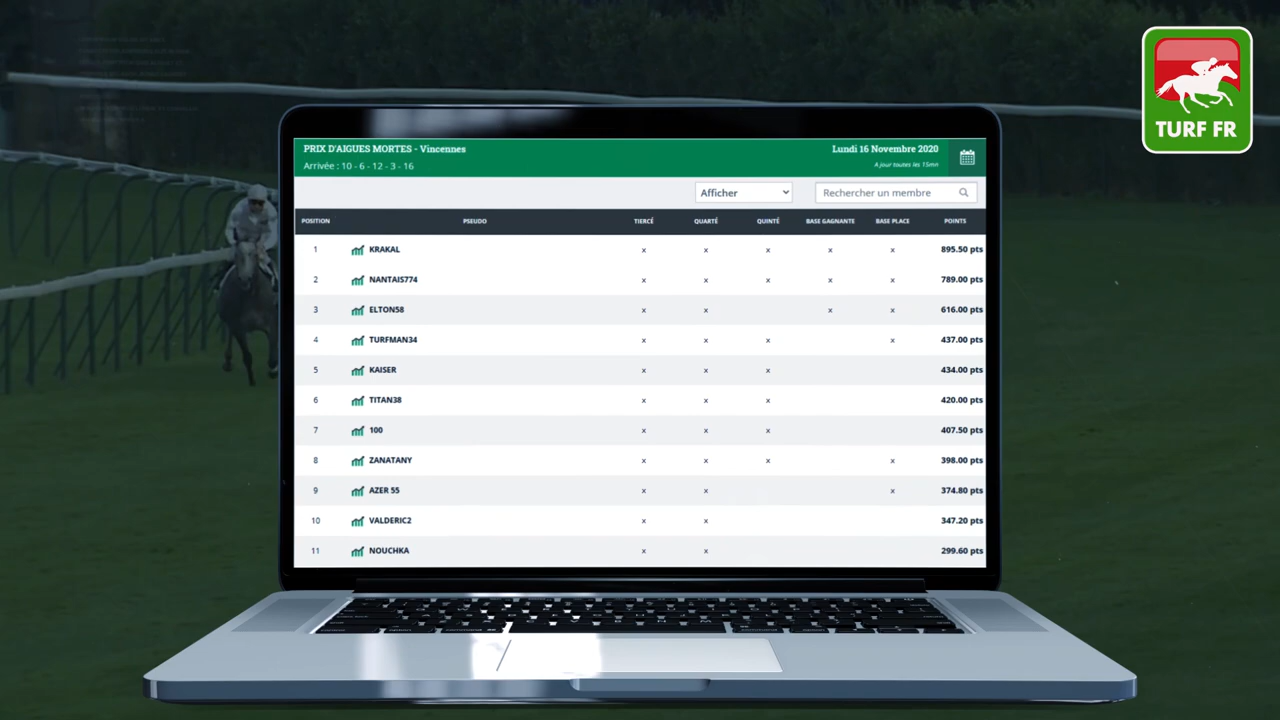 TURF FR
PRIX D'AIGUES MORTES - Vincennes
Lundi 16 Novembre 2020
Arrivée : 10 - 6 - 12 - 3 - 16
A jour toutes les 15mn
Afficher
Rechercher un membre
POSITION PSEUDO TIERCÉ QUARTÉ QUINTÉ BASE GAGNANTE BASE PLACE POINTS
1 KRAKAL x x x x x 895.50 pts
2 NANTAIS774 x x x x x 789.00 pts
3 ELTON58 x x x x 616.00 pts
4 TURFMAN34 x x x x 437.00 pts
5 KAISER x x x 434.00 pts
6 TITAN38 x x x 420.00 pts
7 100 x x x 407.50 pts
8 ZANATANY x x x x 398.00 pts
9 AZER 55 x x x 374.80 pts
10 VALDERIC2 x x 347.20 pts
11 NOUCHKA x x 299.60 pts